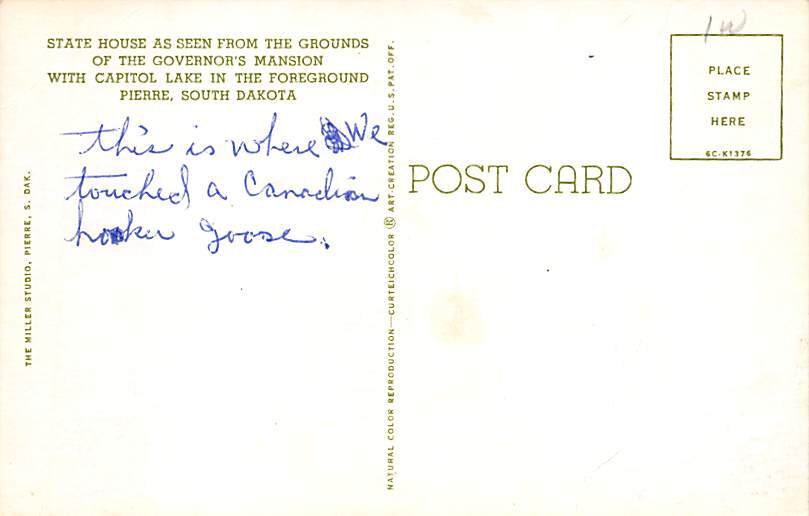 STATE HOUSE AS SEEN FROM THE GROUNDS
OF THE GOVERNOR'S MANSION
WITH CAPITOL LAKE IN THE FOREGROUND
PIERRE, SOUTH DAKOTA
this is where We
touched a Canadian
honker goose.
THE MILLER STUDIO, PIERRE, S. DAK.
NATURAL COLOR REPRODUCTION—CURTEICHCOLOR ® ART-CREATION REG. U.S. PAT. OFF.
POST CARD
PLACE
STAMP
HERE
6C-K1376